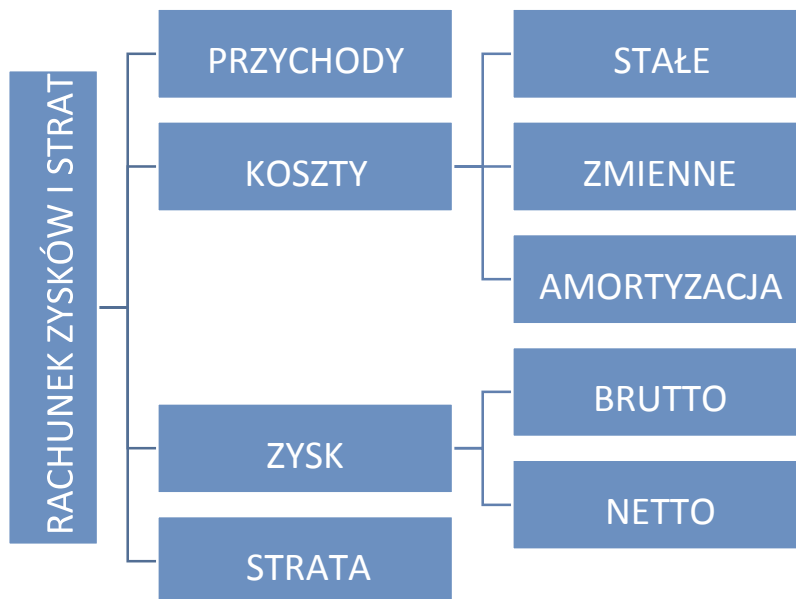 RACHUNEK ZYSKÓW I STRAT
PRZYCHODY
KOSZTY
STAŁE
ZMIENNE
AMORTYZACJA
ZYSK
BRUTTO
NETTO
STRATA